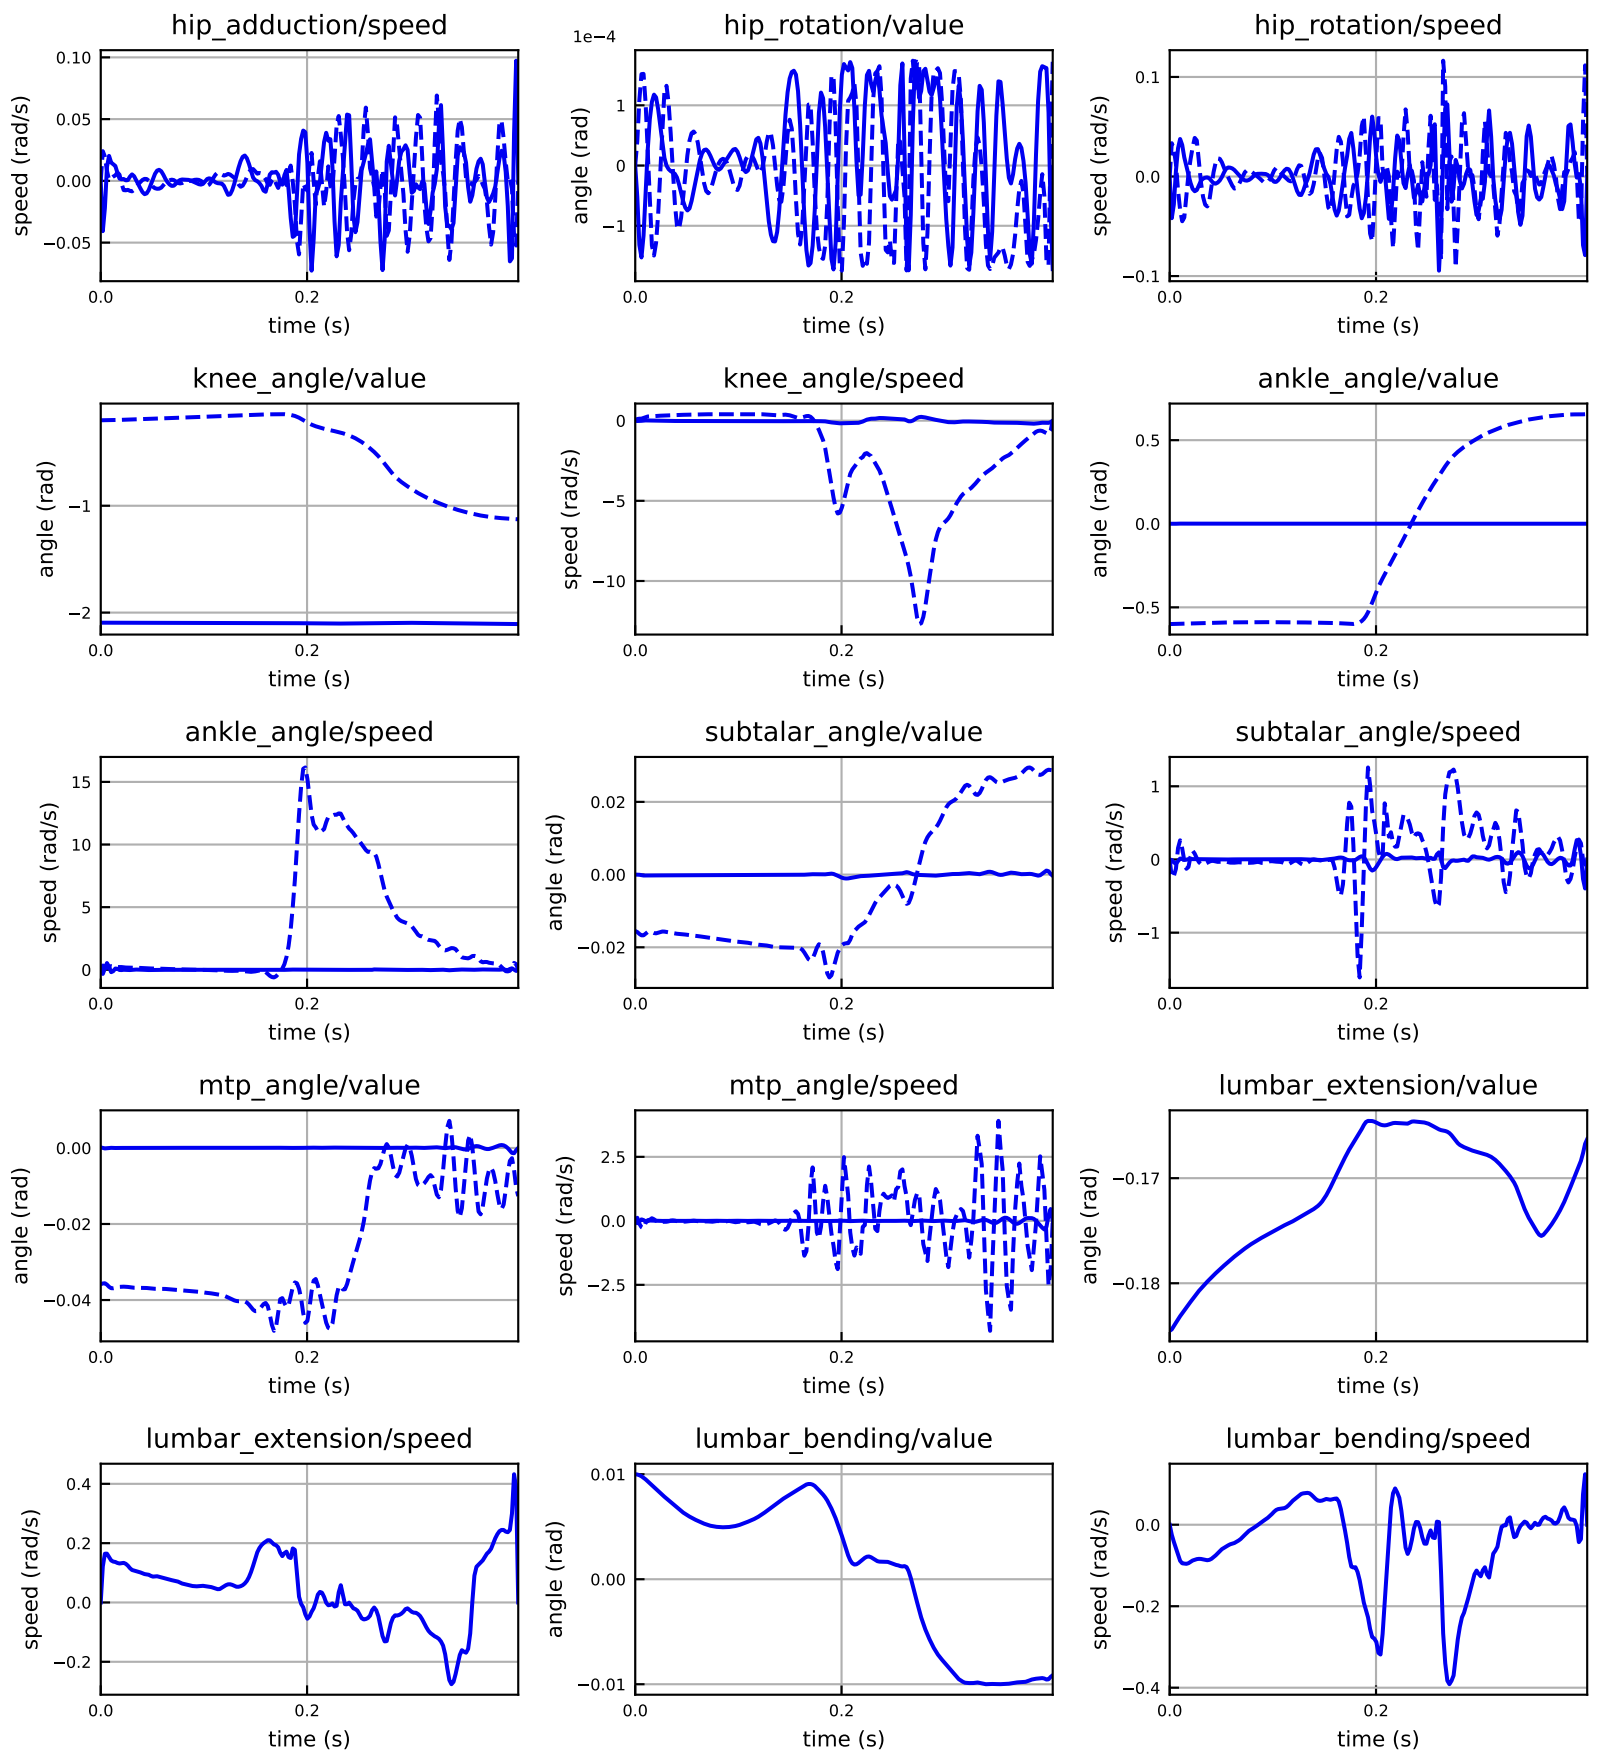 hip_adduction/speed
speed (rad/s)
0.10
0.05
0.00
−0.05
0.0
0.2
time (s)
hip_rotation/value
1e−4
angle (rad)
1
0
−1
0.0
0.2
time (s)
hip_rotation/speed
speed (rad/s)
0.1
0.0
−0.1
0.0
0.2
time (s)
knee_angle/value
angle (rad)
−1
−2
0.0
0.2
time (s)
knee_angle/speed
speed (rad/s)
0
−5
−10
0.0
0.2
time (s)
ankle_angle/value
angle (rad)
0.5
0.0
−0.5
0.0
0.2
time (s)
ankle_angle/speed
speed (rad/s)
15
10
5
0
0.0
0.2
time (s)
subtalar_angle/value
angle (rad)
0.02
0.00
−0.02
0.0
0.2
time (s)
subtalar_angle/speed
speed (rad/s)
1
0
−1
0.0
0.2
time (s)
mtp_angle/value
angle (rad)
0.00
−0.02
−0.04
0.0
0.2
time (s)
mtp_angle/speed
speed (rad/s)
2.5
0.0
−2.5
0.0
0.2
time (s)
lumbar_extension/value
angle (rad)
−0.17
−0.18
0.0
0.2
time (s)
lumbar_extension/speed
speed (rad/s)
0.4
0.2
0.0
−0.2
0.0
0.2
time (s)
lumbar_bending/value
angle (rad)
0.01
0.00
−0.01
0.0
0.2
time (s)
lumbar_bending/speed
speed (rad/s)
0.0
−0.2
−0.4
0.0
0.2
time (s)